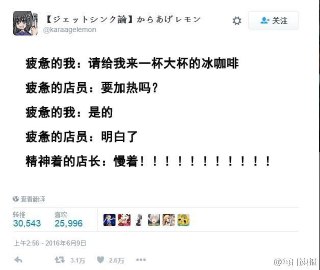 【ジェットシンク論】からあげレモン
@karaagelemon
关注
疲惫的我：请给我来一杯大杯的冰咖啡
疲惫的店员：要加热吗？
疲惫的我：是的
疲惫的店员：明白了
精神着的店长：慢着！！！！！！！！！！！
查看翻译
转推 喜欢
30,543 25,996
上午2:56 - 2016年6月9日
3.1万 2.6万